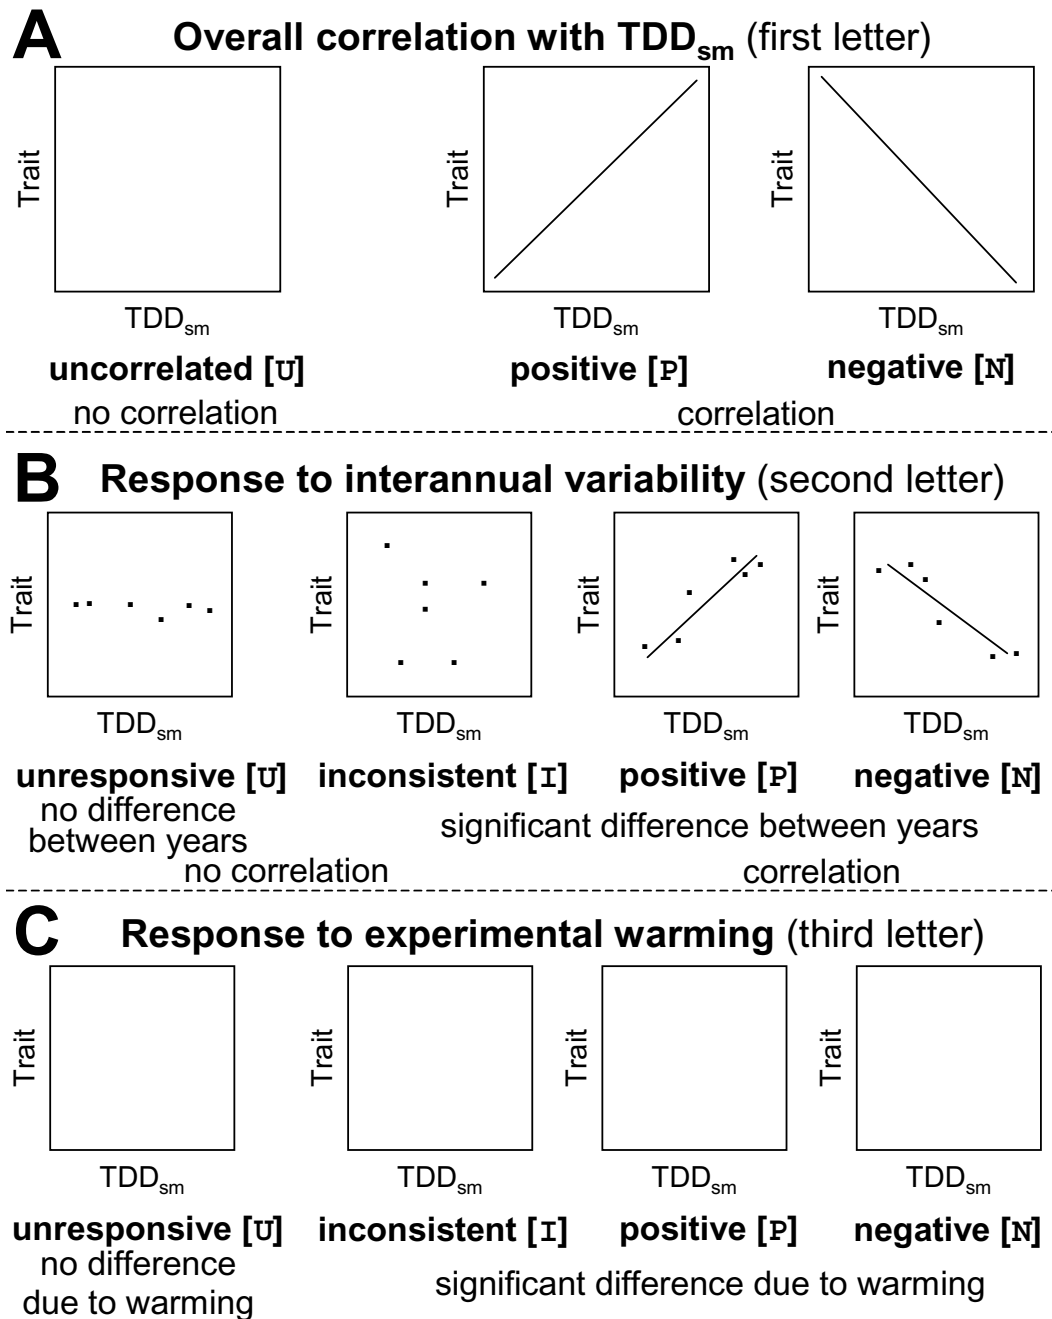 A Overall correlation with TDDsm (first letter)
Trait Trait Trait
TDDsm TDDsm TDDsm
uncorrelated [U] positive [P] negative [N]
no correlation correlation
B Response to interannual variability (second letter)
Trait Trait Trait Trait
TDDsm TDDsm TDDsm TDDsm
unresponsive [U] inconsistent [I] positive [P] negative [N]
no difference
between years significant difference between years
no correlation correlation
C Response to experimental warming (third letter)
Trait Trait Trait Trait
TDDsm TDDsm TDDsm TDDsm
unresponsive [U] inconsistent [I] positive [P] negative [N]
no difference
due to warming significant difference due to warming